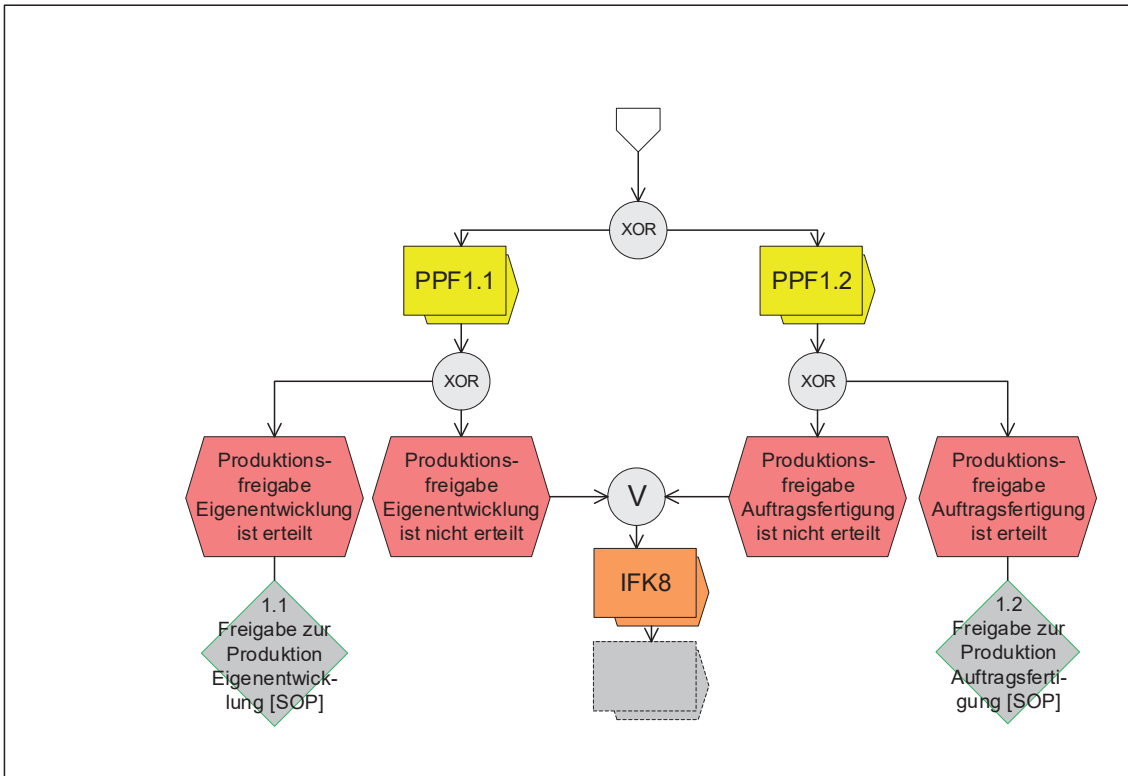 XOR
PPF1.1
PPF1.2
XOR
XOR
Produktions-
freigabe
Eigenentwicklung
ist erteilt
Produktions-
freigabe
Eigenentwicklung
ist nicht erteilt
V
Produktions-
freigabe
Auftragsfertigung
ist nicht erteilt
Produktions-
freigabe
Auftragsfertigung
ist erteilt
IFK8
1.1
Freigabe zur
Produktion
Eigenentwick-
lung [SOP]
1.2
Freigabe zur
Produktion
Auftragsferti-
gung [SOP]